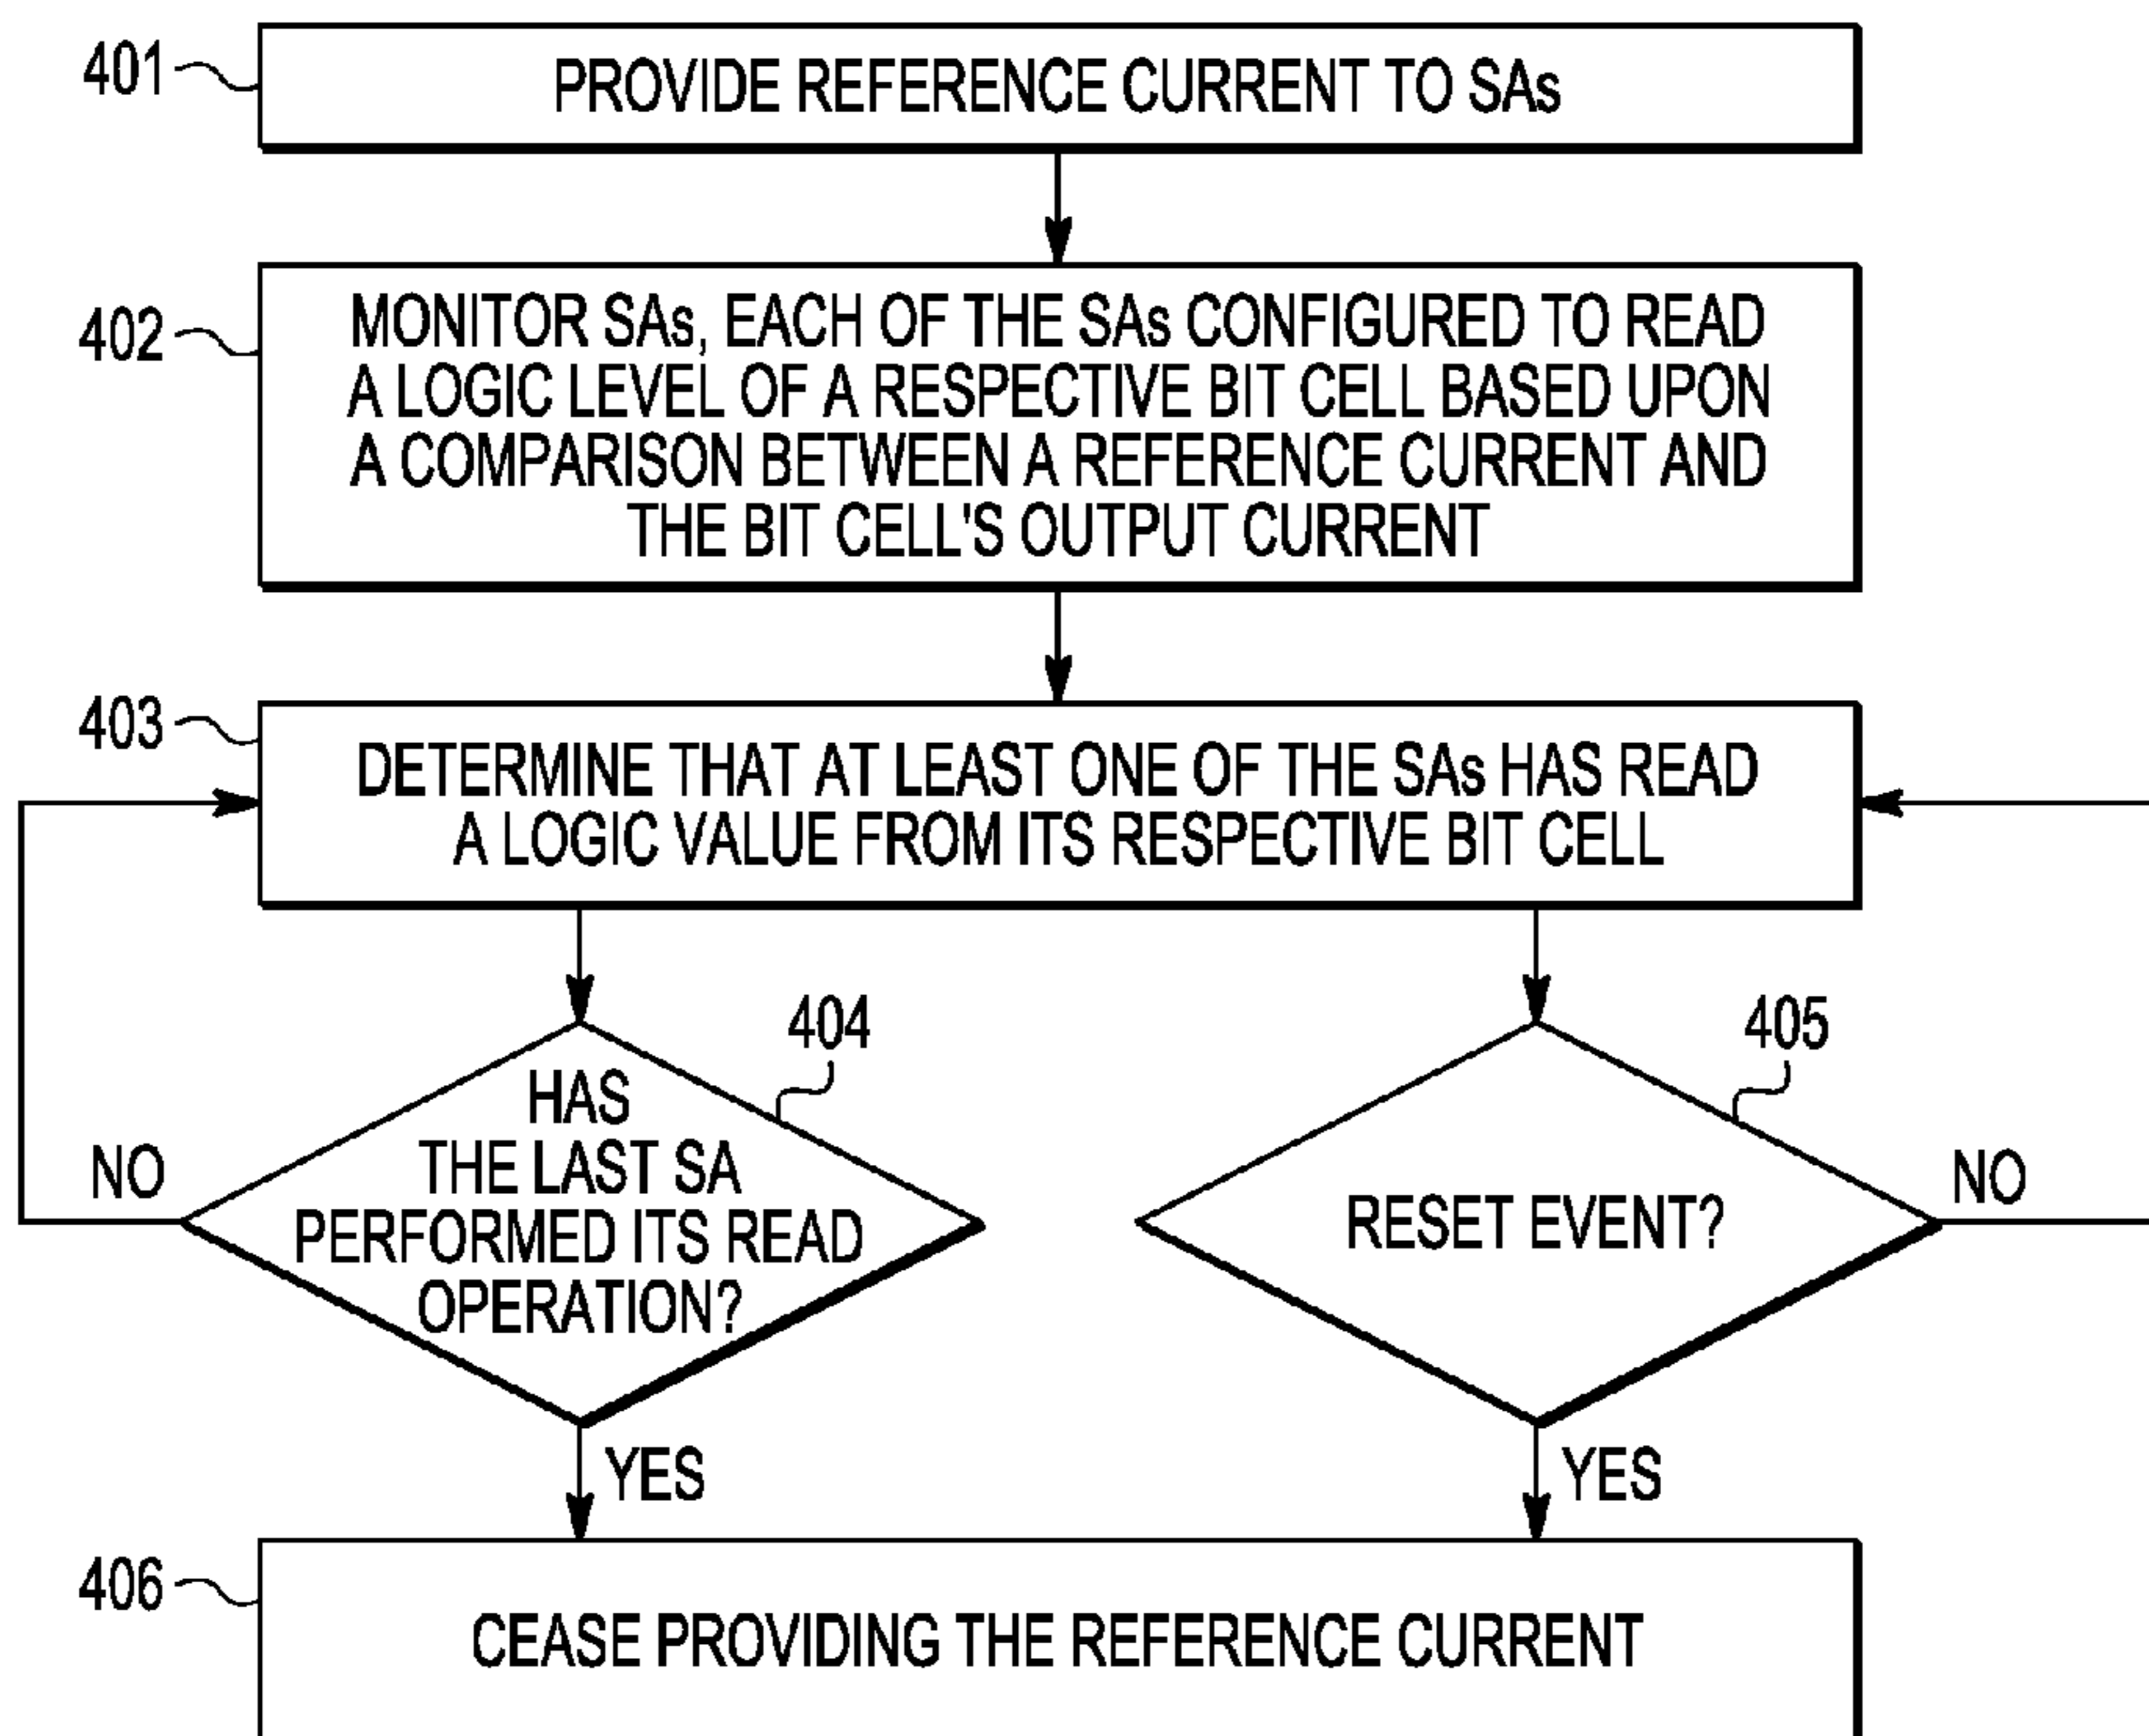 401
PROVIDE REFERENCE CURRENT TO SAs
402
MONITOR SAs, EACH OF THE SAs CONFIGURED TO READ
A LOGIC LEVEL OF A RESPECTIVE BIT CELL BASED UPON
A COMPARISON BETWEEN A REFERENCE CURRENT AND
THE BIT CELL'S OUTPUT CURRENT
403
DETERMINE THAT AT LEAST ONE OF THE SAs HAS READ
A LOGIC VALUE FROM ITS RESPECTIVE BIT CELL
404
HAS
THE LAST SA
PERFORMED ITS READ
OPERATION?
NO
YES
405
RESET EVENT?
NO
YES
406
CEASE PROVIDING THE REFERENCE CURRENT